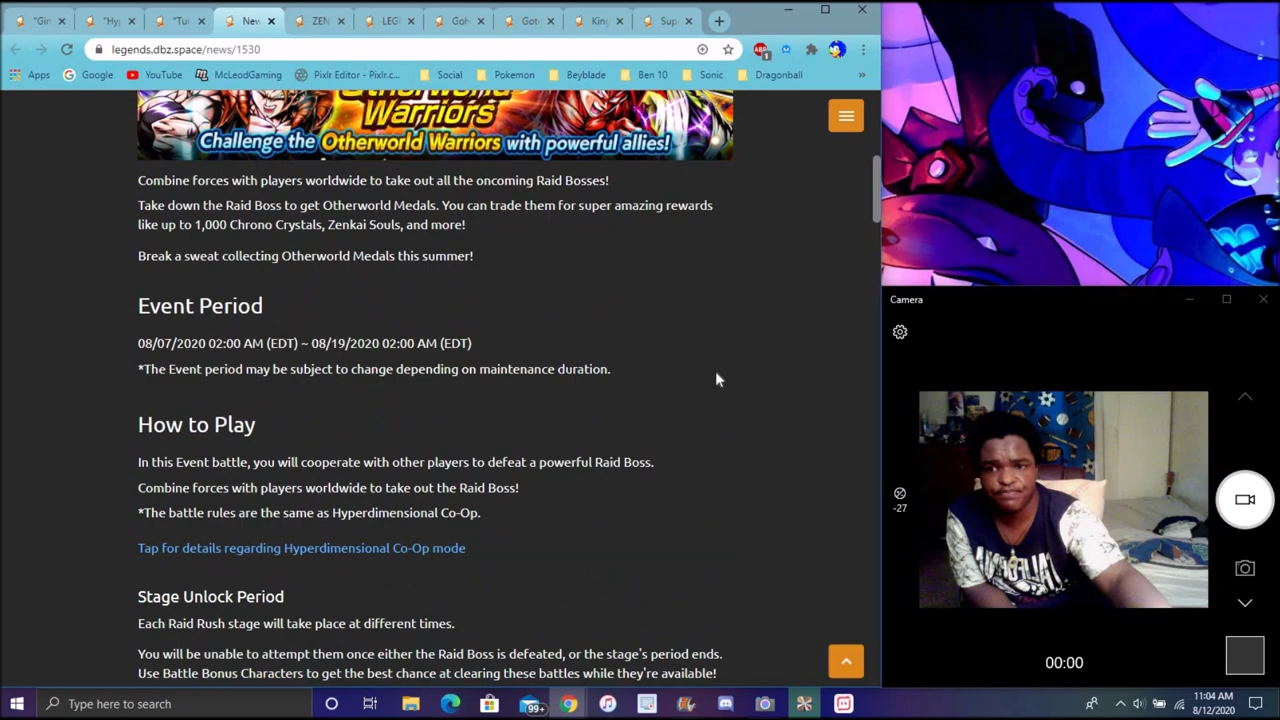 "Gin
"Hy
"Tur
New
ZEN
LEG
Goh
Got
King
Sup
legends.dbz.space/news/1530
Apps
Google
YouTube
McLeodGaming
Pixlr Editor - Pixlr.c...
Social
Pokemon
Beyblade
Ben 10
Sonic
Dragonball
»
Otherworld
Warriors
Challenge the Otherworld Warriors with powerful allies!
Combine forces with players worldwide to take out all the oncoming Raid Bosses!
Take down the Raid Boss to get Otherworld Medals. You can trade them for super amazing rewards
like up to 1,000 Chrono Crystals, Zenkai Souls, and more!
Break a sweat collecting Otherworld Medals this summer!
Event Period
08/07/2020 02:00 AM (EDT) ~ 08/19/2020 02:00 AM (EDT)
*The Event period may be subject to change depending on maintenance duration.
How to Play
In this Event battle, you will cooperate with other players to defeat a powerful Raid Boss.
Combine forces with players worldwide to take out the Raid Boss!
*The battle rules are the same as Hyperdimensional Co-Op.
Tap for details regarding Hyperdimensional Co-Op mode
Stage Unlock Period
Each Raid Rush stage will take place at different times.
You will be unable to attempt them once either the Raid Boss is defeated, or the stage's period ends.
Use Battle Bonus Characters to get the best chance at clearing these battles while they're available!
Camera
-27
00:00
Type here to search
99+
11:04 AM
8/12/2020